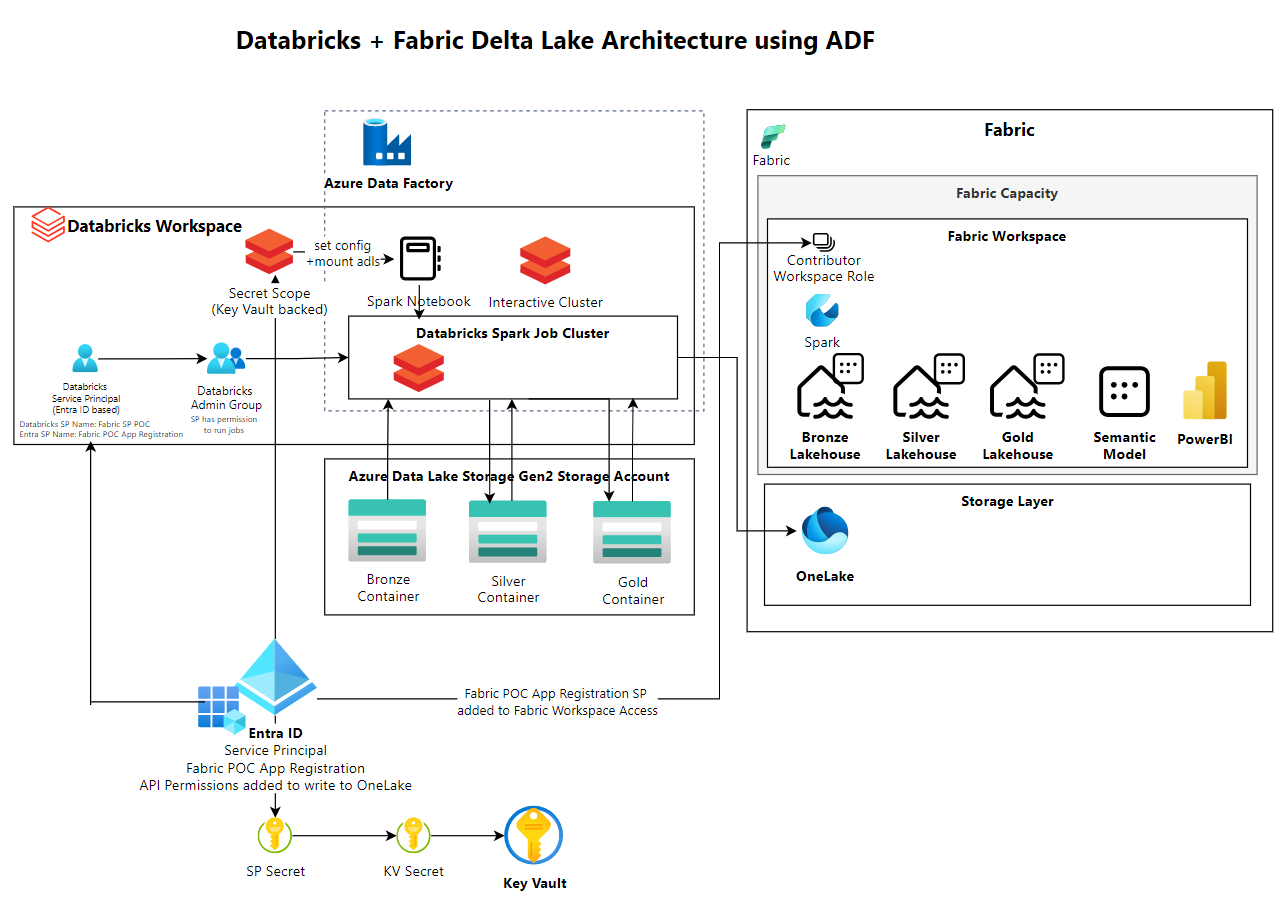 Databricks + Fabric Delta Lake Architecture using ADF
Azure Data Factory
Databricks Workspace
set config
+mount adls
Secret Scope
(Key Vault backed)
Spark Notebook
Interactive Cluster
Databricks Spark Job Cluster
Databricks
Service Principal
(Entra ID based)
Databricks SP Name: Fabric SP POC
Entra SP Name: Fabric POC App Registration
Databricks
Admin Group
SP has permission
to run jobs
Azure Data Lake Storage Gen2 Storage Account
Bronze
Container
Silver
Container
Gold
Container
Fabric
Fabric
Fabric Capacity
Fabric Workspace
Contributor
Workspace Role
Spark
Bronze
Lakehouse
Silver
Lakehouse
Gold
Lakehouse
Semantic
Model
PowerBI
Storage Layer
OneLake
Fabric POC App Registration SP
added to Fabric Workspace Access
Entra ID
Service Principal
Fabric POC App Registration
API Permissions added to write to OneLake
SP Secret
KV Secret
Key Vault